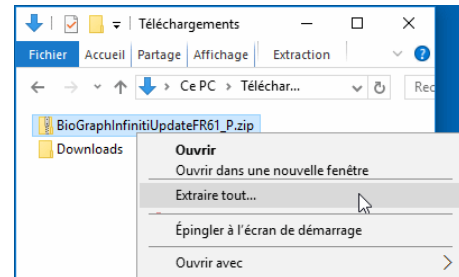 Téléchargements
Fichier Accueil Partage Affichage Extraction
Ce PC Téléchar... Rec
BioGraphInfinitiUpdateFR61_P.zip
Downloads
Ouvrir
Ouvrir dans une nouvelle fenêtre
Extraire tout...
Épingler à l'écran de démarrage
Ouvrir avec